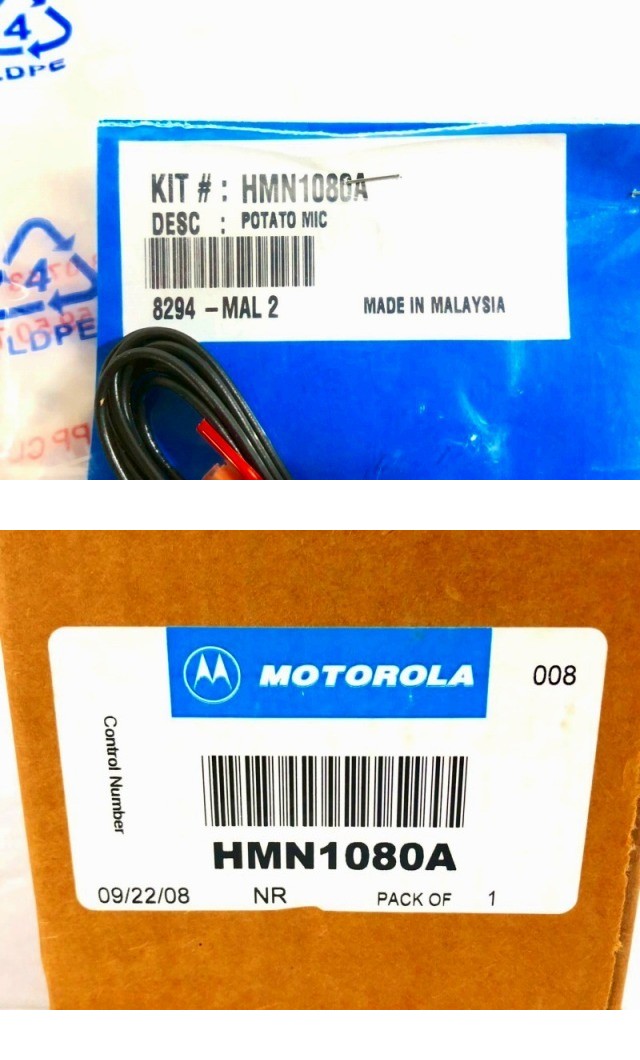 4
LDPE
KIT # : HMN1080A
DESC : POTATO MIC
8294 - MAL 2 MADE IN MALAYSIA
4
LDPE
MOTOROLA 008
Control Number
HMN1080A
09/22/08 NR PACK OF 1